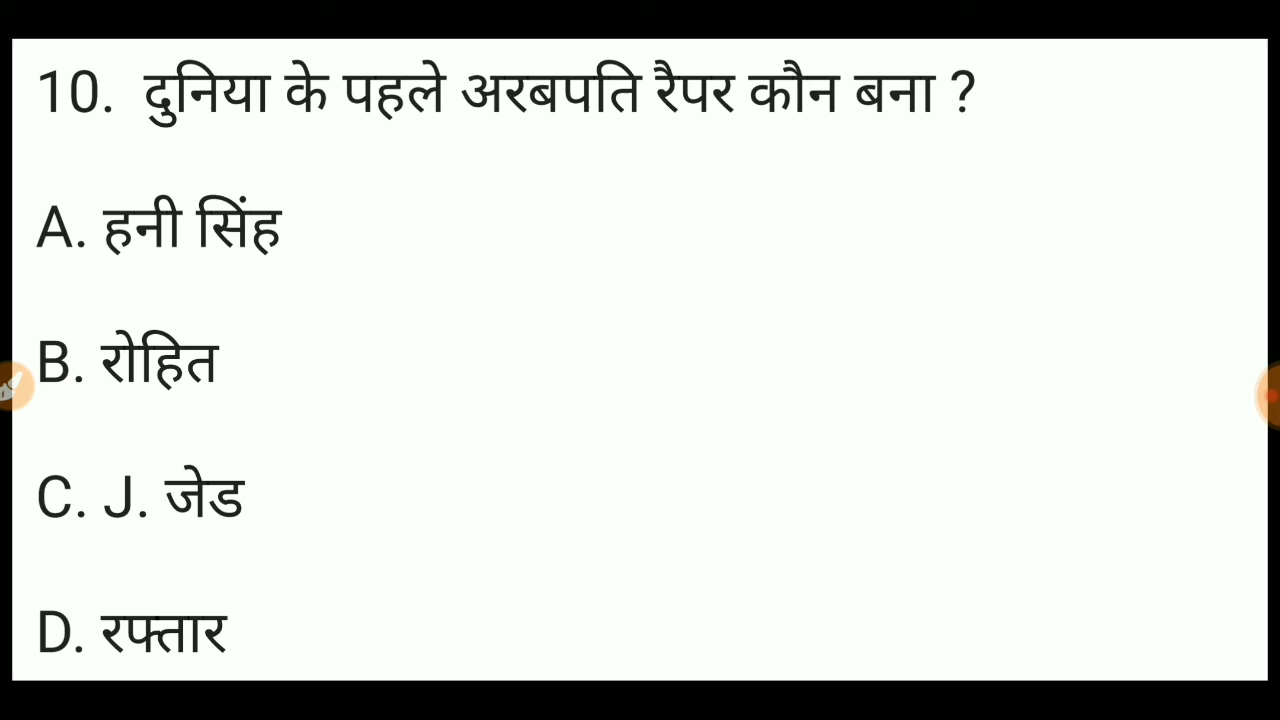 10. दुनिया के पहले अरबपति रैपर कौन बना ?
A. हनी सिंह
B. रोहित
C. J. जेड
D. रफ्तार